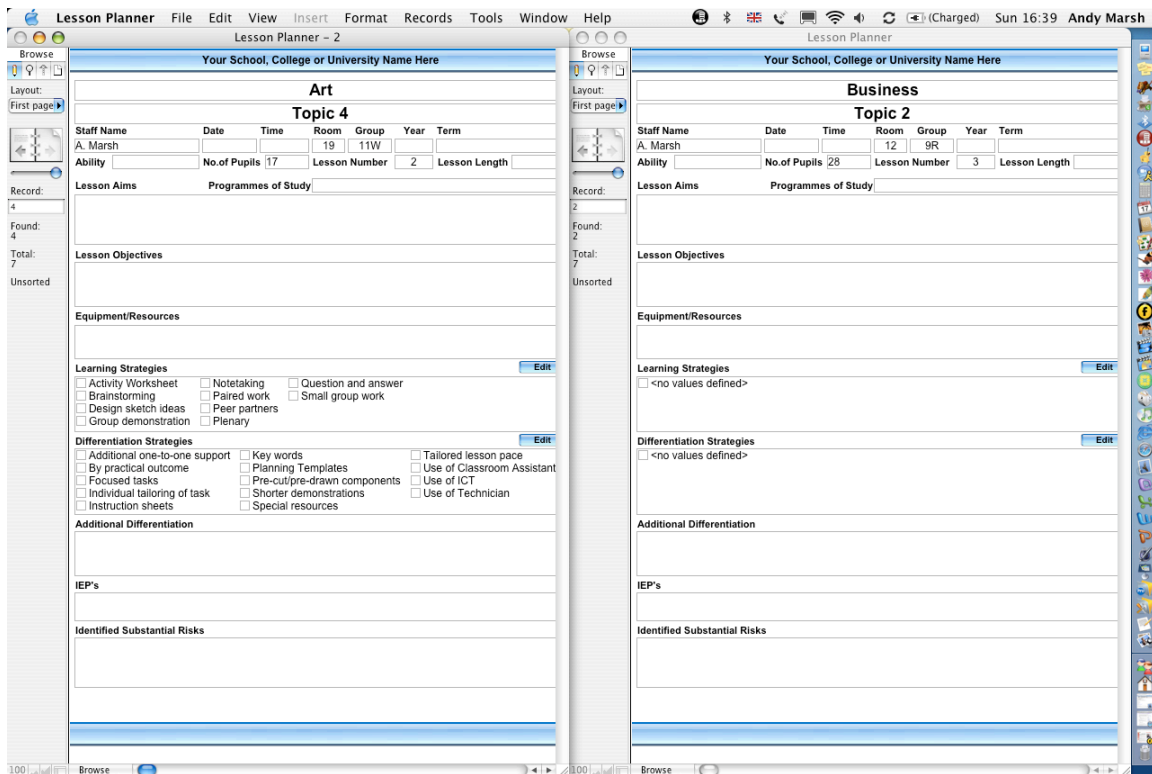 Lesson Planner File Edit View Insert Format Records Tools Window Help (Charged) Sun 16:39 Andy Marsh
Lesson Planner – 2
Browse
Layout:
First page
Record:
4
Found:
4
Total:
7
Unsorted
Your School, College or University Name Here
Art
Topic 4
Staff Name Date Time Room Group Year Term
A. Marsh 19 11W
Ability No.of Pupils 17 Lesson Number 2 Lesson Length
Lesson Aims Programmes of Study
Lesson Objectives
Equipment/Resources
Learning Strategies Edit
Activity Worksheet Notetaking Question and answer
Brainstorming Paired work Small group work
Design sketch ideas Peer partners
Group demonstration Plenary
Differentiation Strategies Edit
Additional one-to-one support Key words Tailored lesson pace
By practical outcome Planning Templates Use of Classroom Assistant
Focused tasks Pre-cut/pre-drawn components Use of ICT
Individual tailoring of task Shorter demonstrations Use of Technician
Instruction sheets Special resources
Additional Differentiation
IEP's
Identified Substantial Risks
100 Browse
Lesson Planner
Browse
Layout:
First page
Record:
2
Found:
2
Total:
7
Unsorted
Your School, College or University Name Here
Business
Topic 2
Staff Name Date Time Room Group Year Term
A. Marsh 12 9R
Ability No.of Pupils 28 Lesson Number 3 Lesson Length
Lesson Aims Programmes of Study
Lesson Objectives
Equipment/Resources
Learning Strategies Edit
<no values defined>
Differentiation Strategies Edit
<no values defined>
Additional Differentiation
IEP's
Identified Substantial Risks
100 Browse
17